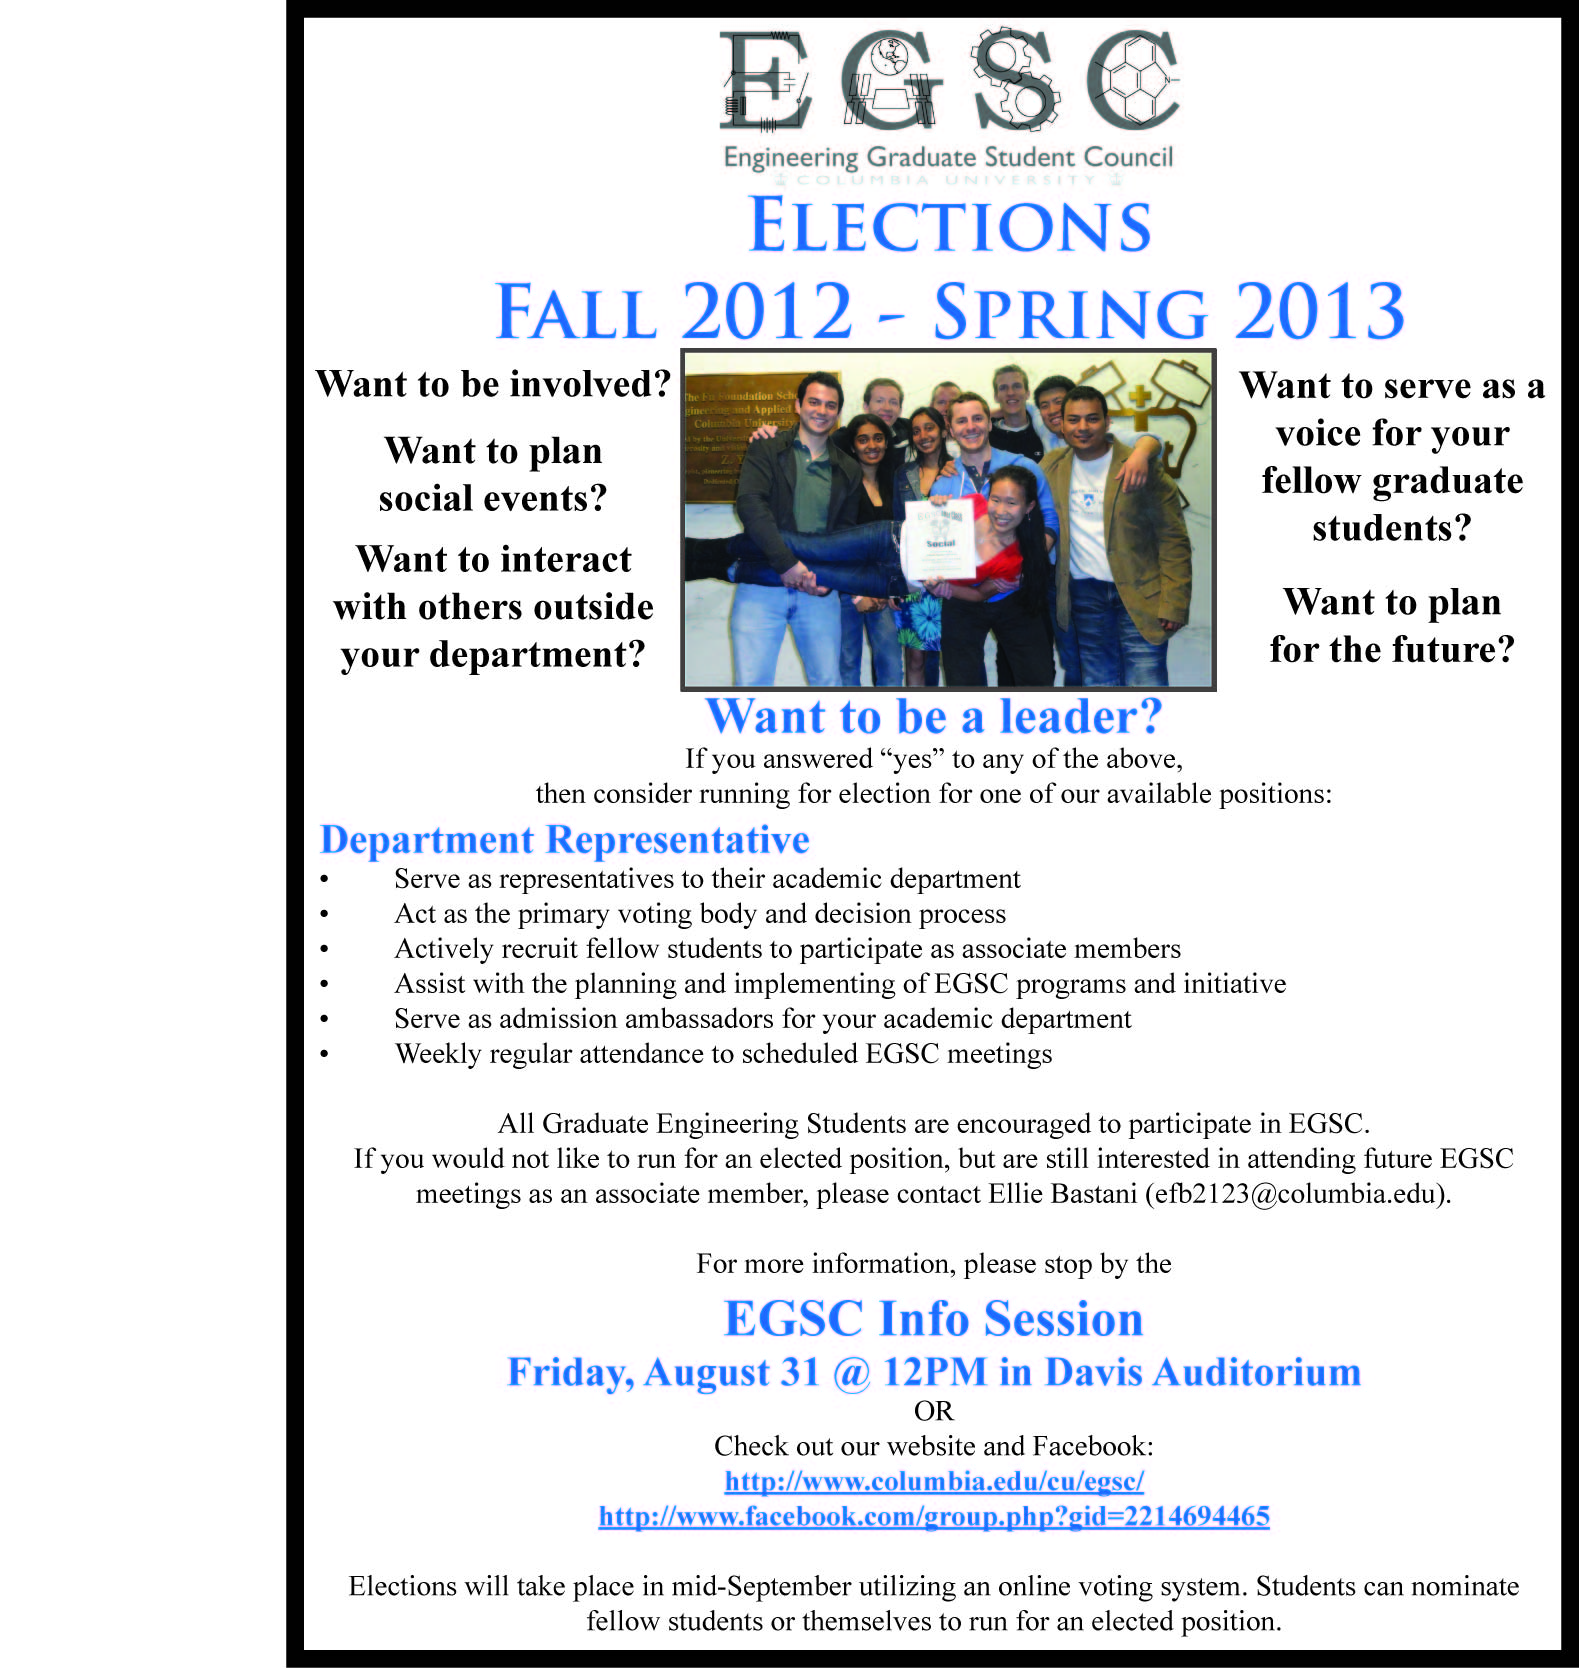 EGSC
Engineering Graduate Student Council
COLUMBIA UNIVERSITY
ELECTIONS
FALL 2012 - SPRING 2013
Want to be involved?
Want to plan
social events?
Want to interact
with others outside
your department?
The Fu Foundation
Engineering and Applied
Columbia University
Social
Want to serve as a
voice for your
fellow graduate
students?
Want to plan
for the future?
Want to be a leader?
If you answered “yes” to any of the above,
then consider running for election for one of our available positions:
Department Representative
• Serve as representatives to their academic department
• Act as the primary voting body and decision process
• Actively recruit fellow students to participate as associate members
• Assist with the planning and implementing of EGSC programs and initiative
• Serve as admission ambassadors for your academic department
• Weekly regular attendance to scheduled EGSC meetings
All Graduate Engineering Students are encouraged to participate in EGSC.
If you would not like to run for an elected position, but are still interested in attending future EGSC
meetings as an associate member, please contact Ellie Bastani (efb2123@columbia.edu).
For more information, please stop by the
EGSC Info Session
Friday, August 31 @ 12PM in Davis Auditorium
OR
Check out our website and Facebook:
http://www.columbia.edu/cu/egsc/
http://www.facebook.com/group.php?gid=2214694465
Elections will take place in mid-September utilizing an online voting system. Students can nominate
fellow students or themselves to run for an elected position.